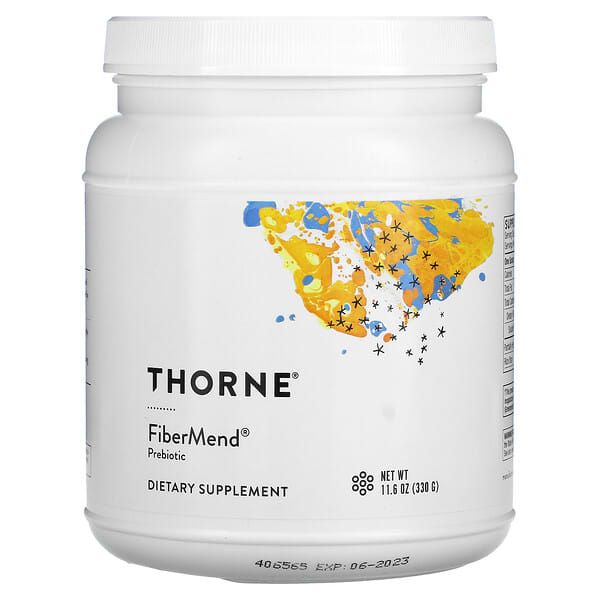 THORNE®
FiberMend®
Prebiotic
DIETARY SUPPLEMENT
NET WT
11.6 OZ (330 G)
406565 EXP: 06-2023